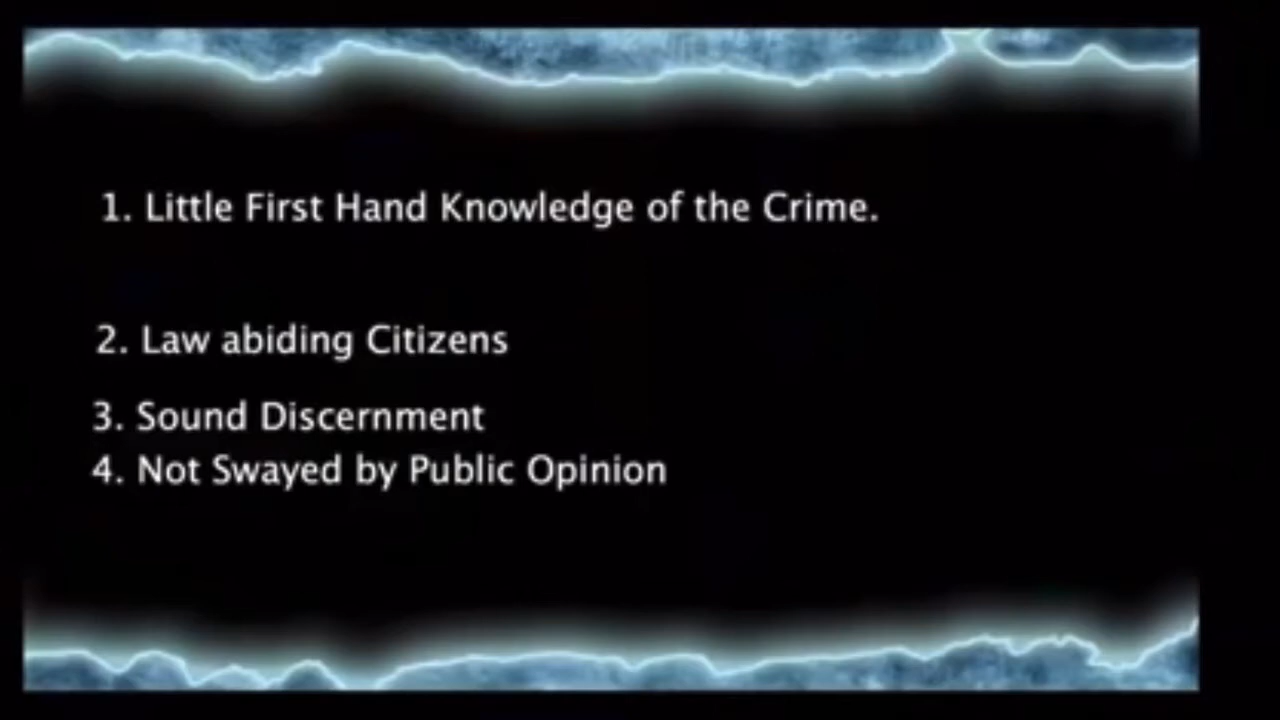 1. Little First Hand Knowledge of the Crime.
2. Law abiding Citizens
3. Sound Discernment
4. Not Swayed by Public Opinion